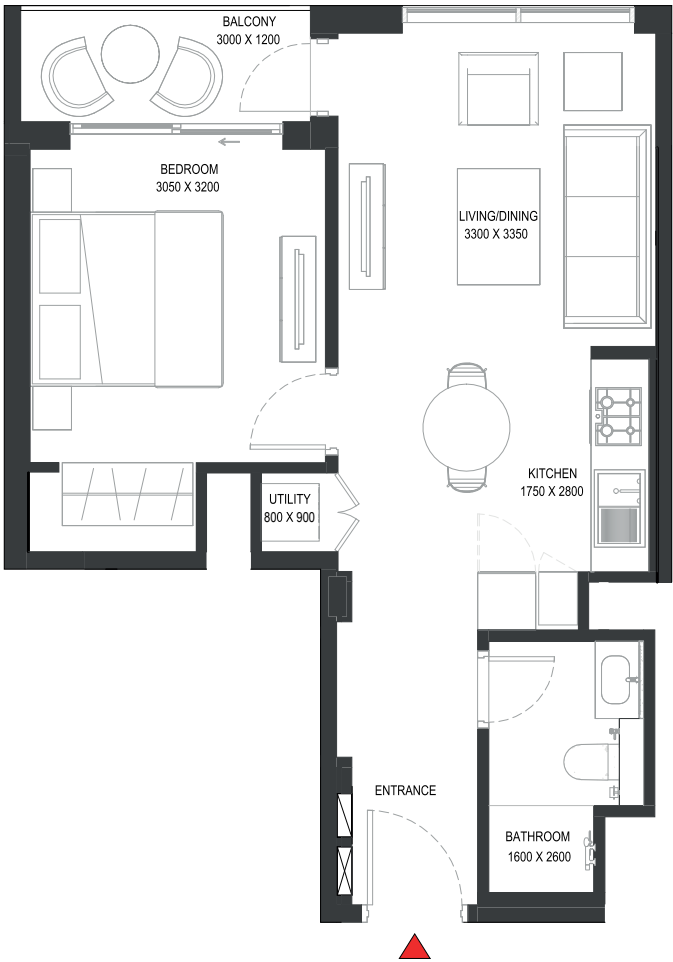 BALCONY
3000 X 1200
BEDROOM
3050 X 3200
LIVING/DINING
3300 X 3350
KITCHEN
1750 X 2800
UTILITY
800 X 900
ENTRANCE
BATHROOM
1600 X 2600